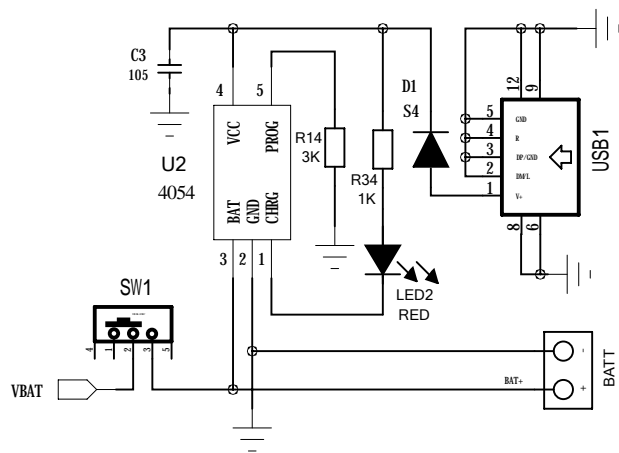 C3
105
4
5
VCC
PROG
U2
4054
BAT
GND
CHRG
3
2
1
R14
3K
R34
1K
D1
S4
LED2
RED
12
9
5
GND
4
R
3
DP/GND
2
DM/L
1
V+
8
6
USB1
SW1
4
1
2
3
5
VBAT
BAT+
-
+
BATT